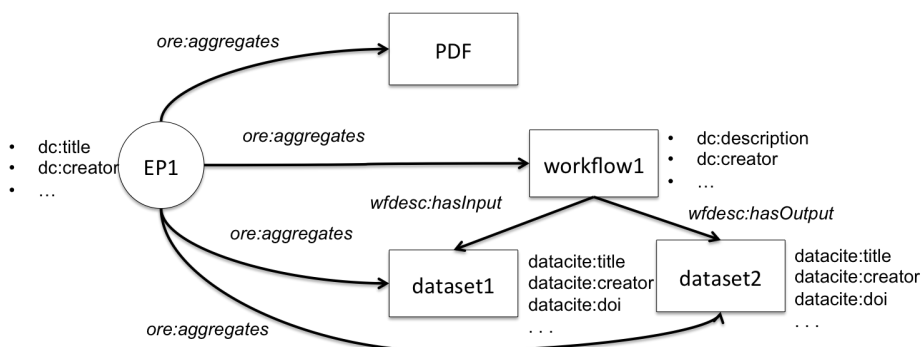 ore:aggregates
PDF
• dc:title
• dc:creator
• ...
EP1
ore:aggregates
workflow1
• dc:description
• dc:creator
• ...
wfdesc:hasInput
wfdesc:hasOutput
ore:aggregates
dataset1
datacite:title
datacite:creator
datacite:doi
. . .
dataset2
datacite:title
datacite:creator
datacite:doi
. . .
ore:aggregates